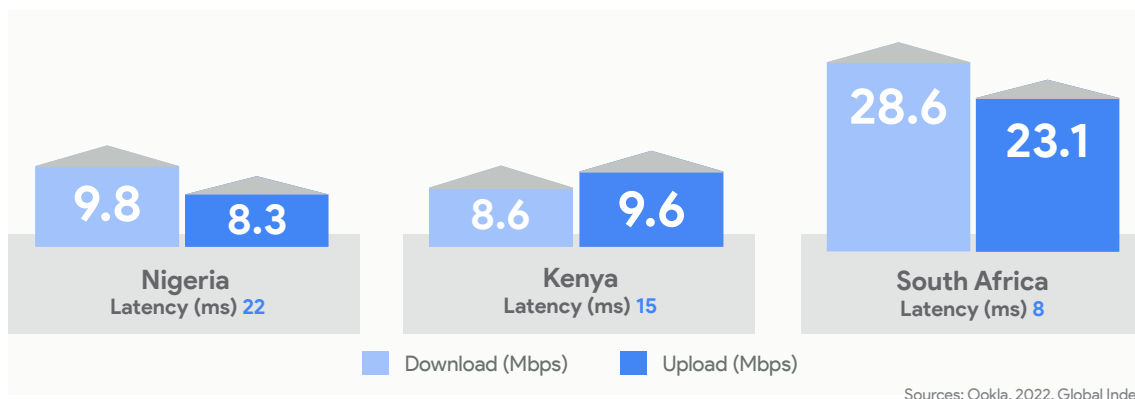 9.8
8.3
8.6
9.6
28.6
23.1
Nigeria
Latency (ms) 22
Kenya
Latency (ms) 15
South Africa
Latency (ms) 8
Download (Mbps)
Upload (Mbps)
Sources: Ookla, 2022, Global Inde